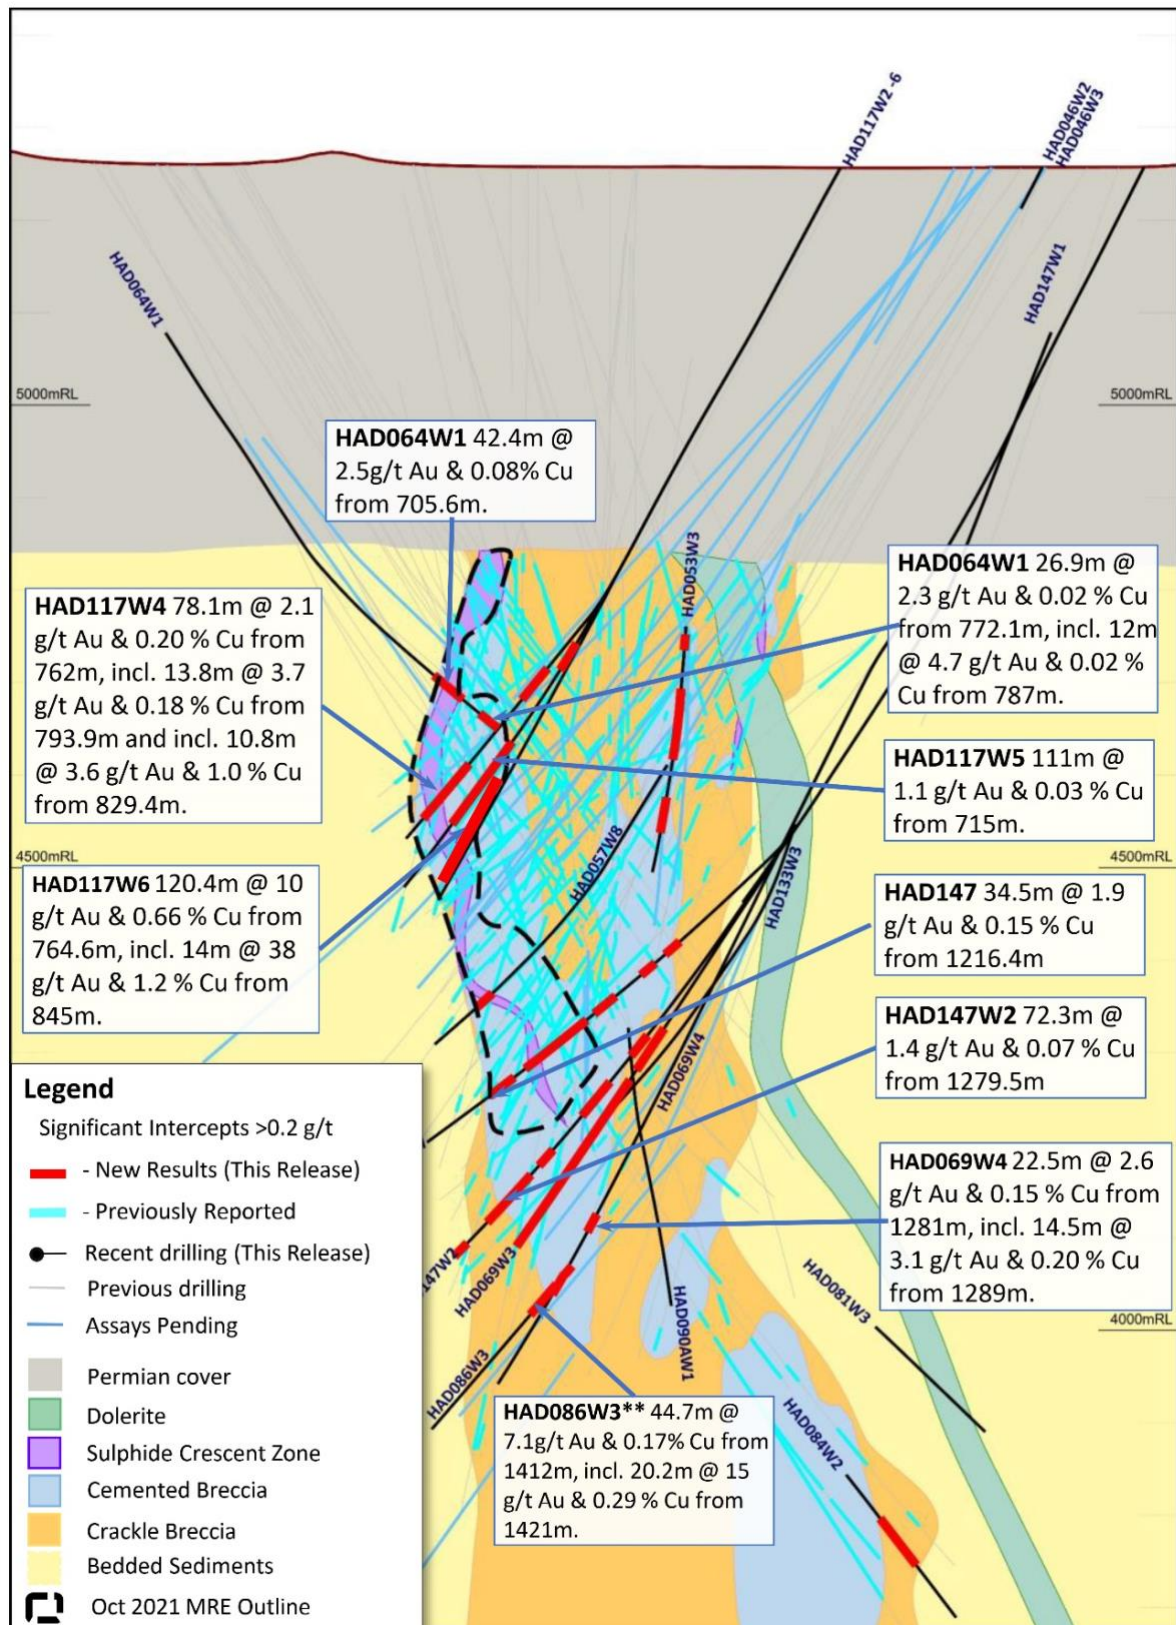 HAD117W2 -6
HAD046W2
HAD046W3
HAD147W1
HAD064W1
5000mRL
5000mRL
HAD064W1 42.4m @
2.5g/t Au & 0.08% Cu
from 705.6m.
HAD053W3
HAD064W1 26.9m @
2.3 g/t Au & 0.02 % Cu
from 772.1m, incl. 12m
@ 4.7 g/t Au & 0.02 %
Cu from 787m.
HAD117W4 78.1m @ 2.1
g/t Au & 0.20 % Cu from
762m, incl. 13.8m @ 3.7
g/t Au & 0.18 % Cu from
793.9m and incl. 10.8m
@ 3.6 g/t Au & 1.0 % Cu
from 829.4m.
HAD117W5 111m @
1.1 g/t Au & 0.03 % Cu
from 715m.
4500mRL
4500mRL
HAD057W8
HAD133W3
HAD117W6 120.4m @ 10
g/t Au & 0.66 % Cu from
764.6m, incl. 14m @ 38
g/t Au & 1.2 % Cu from
845m.
HAD147 34.5m @ 1.9
g/t Au & 0.15 % Cu
from 1216.4m
HAD147W2 72.3m @
1.4 g/t Au & 0.07 % Cu
from 1279.5m
HAD069W4
HAD069W4 22.5m @ 2.6
g/t Au & 0.15 % Cu from
1281m, incl. 14.5m @
3.1 g/t Au & 0.20 % Cu
from 1289m.
147W2
HAD069W3
HAD081W3
HAD090AW1
4000mRL
HAD086W3
HAD084W2
HAD086W3** 44.7m @
7.1g/t Au & 0.17% Cu from
1412m, incl. 20.2m @ 15
g/t Au & 0.29 % Cu from
1421m.
Legend
Significant Intercepts >0.2 g/t
- New Results (This Release)
- Previously Reported
Recent drilling (This Release)
Previous drilling
Assays Pending
Permian cover
Dolerite
Sulphide Crescent Zone
Cemented Breccia
Crackle Breccia
Bedded Sediments
Oct 2021 MRE Outline